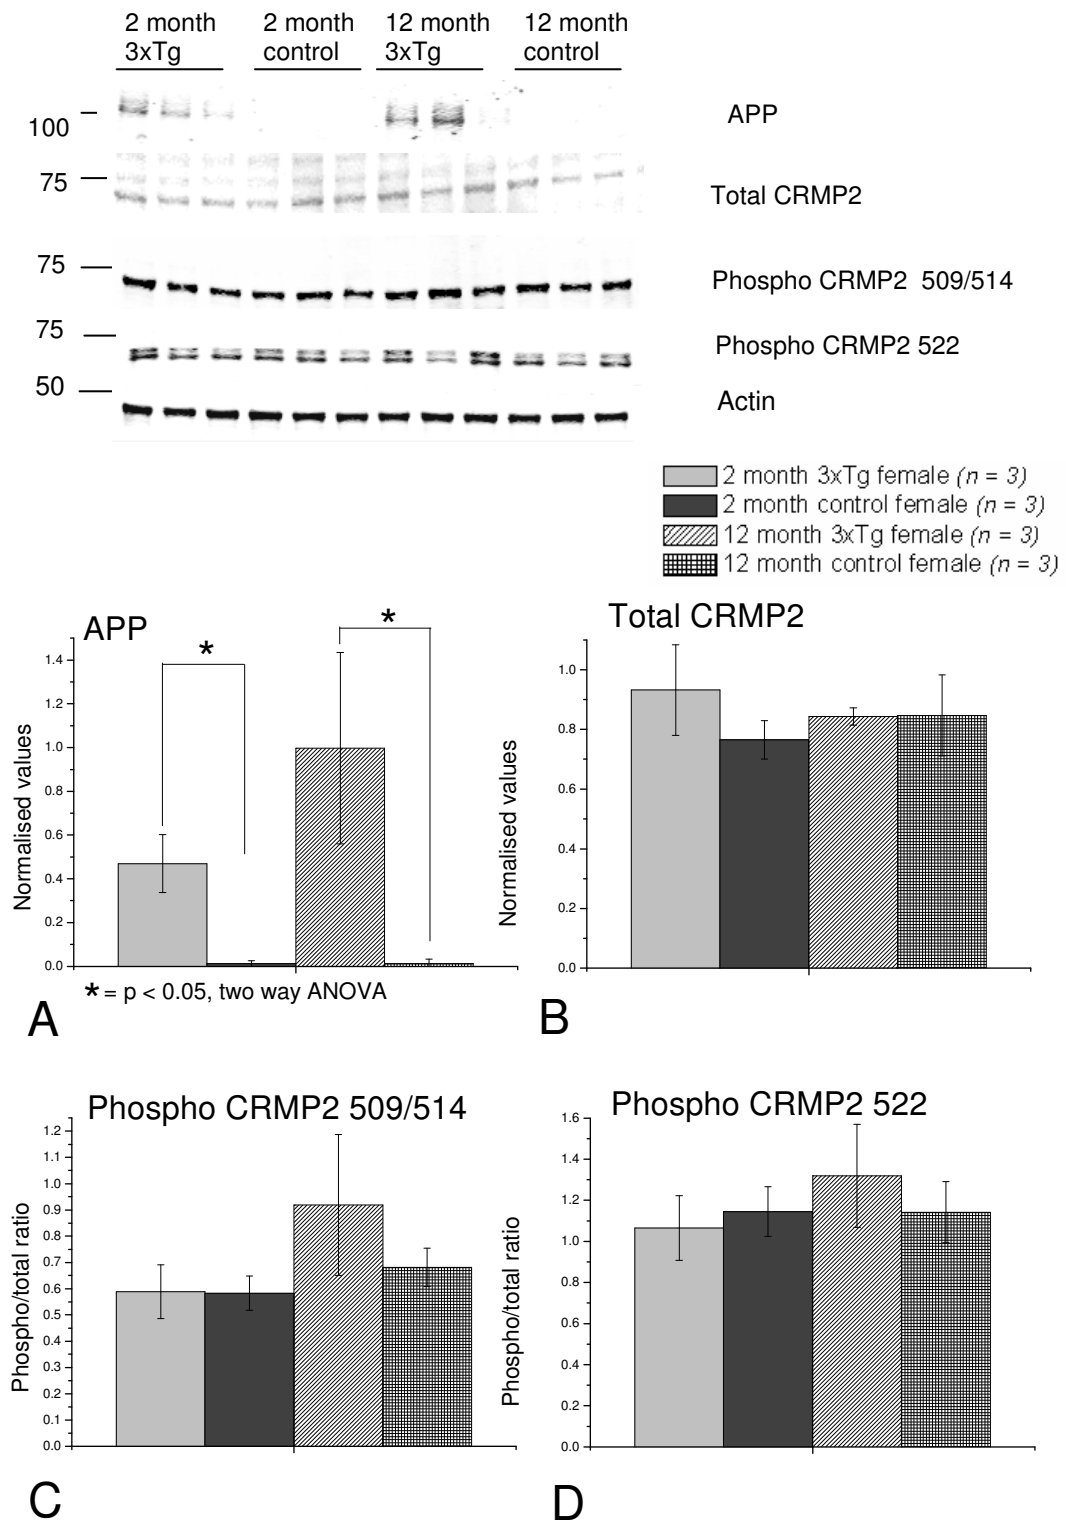 2 month 2 month 12 month 12 month
3xTg control 3xTg control
100
APP
75
Total CRMP2
75
Phospho CRMP2 509/514
75
Phospho CRMP2 522
50
Actin
2 month 3xTg female (n = 3)
2 month control female (n = 3)
12 month 3xTg female (n = 3)
12 month control female (n = 3)
APP
*
*
1.4
1.2
1.0
0.8
0.6
0.4
0.2
0.0
Normalised values
* = p < 0.05, two way ANOVA
A
Total CRMP2
1.0
0.8
0.6
0.4
0.2
0.0
Normalised values
B
Phospho CRMP2 509/514
1.2
1.1
1.0
0.9
0.8
0.7
0.6
0.5
0.4
0.3
0.2
0.1
0.0
Phospho/total ratio
C
Phospho CRMP2 522
1.6
1.4
1.2
1.0
0.8
0.6
0.4
0.2
0.0
Phospho/total ratio
D